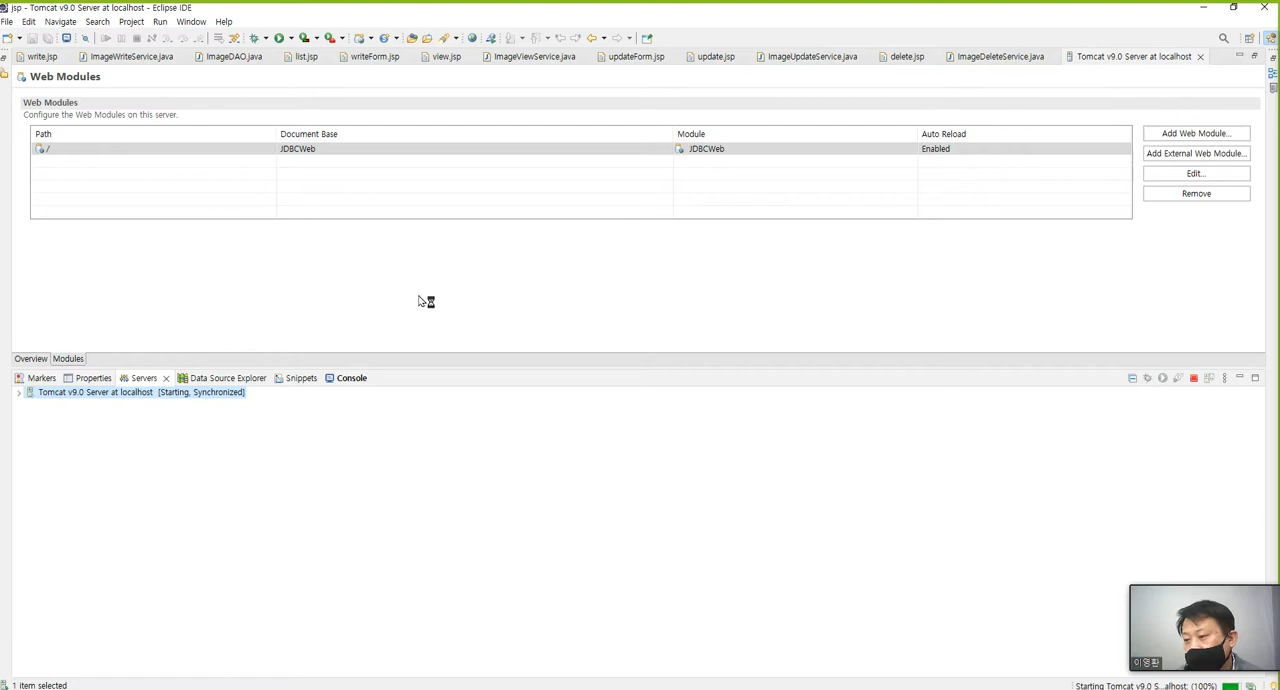 jsp - Tomcat v9.0 Server at localhost - Eclipse IDE
File Edit Navigate Search Project Run Window Help
write.jsp ImageWriteService.java ImageDAO.java list.jsp writeForm.jsp view.jsp ImageViewService.java updateForm.jsp update.jsp ImageUpdateService.java delete.jsp ImageDeleteService.java Tomcat v9.0 Server at localhost
Web Modules
Web Modules
Configure the Web Modules on this server.
Path Document Base Module Auto Reload
/ JDBCWeb JDBCWeb Enabled
Add Web Module...
Add External Web Module...
Edit...
Remove
Overview Modules
Markers Properties Servers Data Source Explorer Snippets Console
Tomcat v9.0 Server at localhost [Starting, Synchronized]
이영환
1 item selected
Starting Tomcat v9.0 S...alhost: (100%)